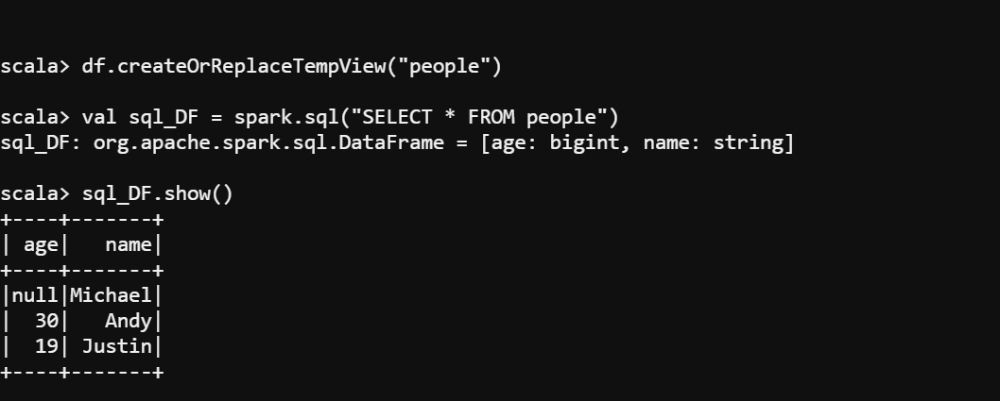 scala> df.createOrReplaceTempView("people")
scala> val sql_DF = spark.sql("SELECT * FROM people")
sql_DF: org.apache.spark.sql.DataFrame = [age: bigint, name: string]
scala> sql_DF.show()
+----+-------+
| age|   name|
+----+-------+
|null|Michael|
|  30|   Andy|
|  19| Justin|
+----+-------+